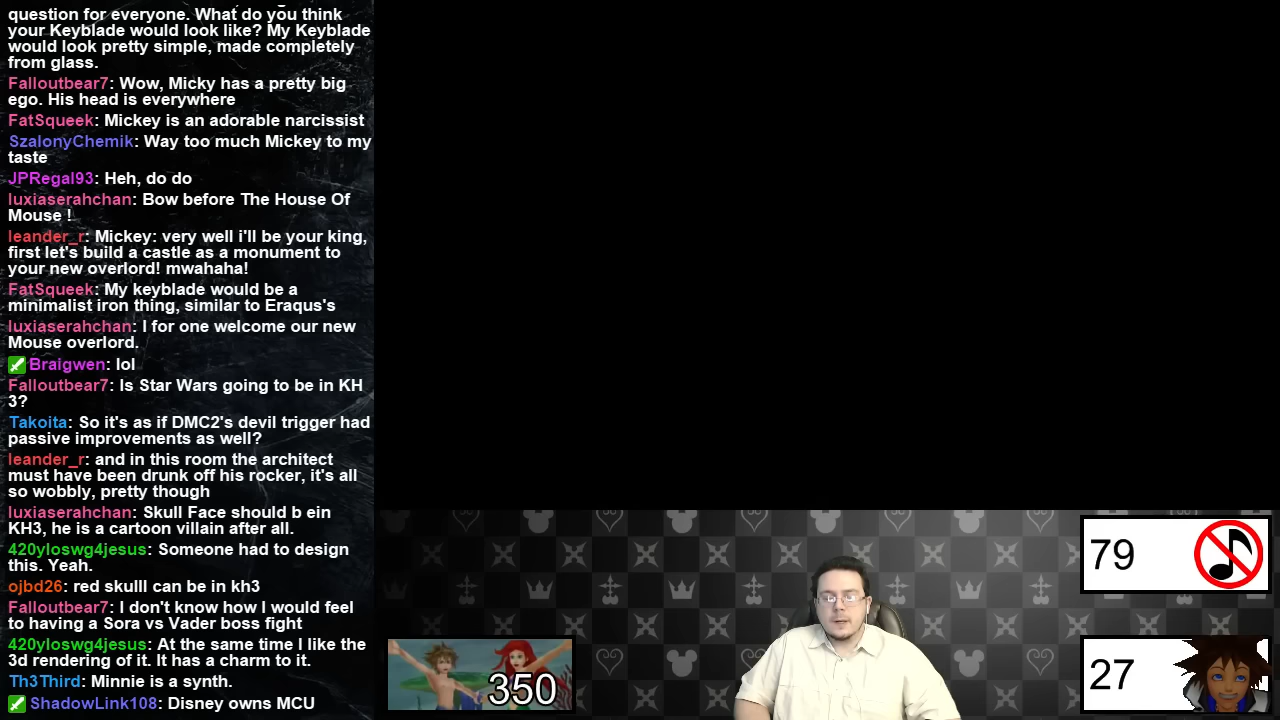 question for everyone. What do you think
your Keyblade would look like? My Keyblade
would look pretty simple, made completely
from glass.
Falloutbear7: Wow, Micky has a pretty big
ego. His head is everywhere
FatSqueek: Mickey is an adorable narcissist
SzalonyChemik: Way too much Mickey to my
taste
JPRegal93: Heh, do do
luxiaserahchan: Bow before The House Of
Mouse !
leander_r: Mickey: very well i'll be your king,
first let's build a castle as a monument to
your new overlord! mwahaha!
FatSqueek: My keyblade would be a
minimalist iron thing, similar to Eraqus's
luxiaserahchan: I for one welcome our new
Mouse overlord.
Braigwen: lol
Falloutbear7: Is Star Wars going to be in KH
3?
Takoita: So it's as if DMC2's devil trigger had
passive improvements as well?
leander_r: and in this room the architect
must have been drunk off his rocker, it's all
so wobbly, pretty though
luxiaserahchan: Skull Face should b ein
KH3, he is a cartoon villain after all.
420yloswg4jesus: Someone had to design
this. Yeah.
ojbd26: red skulll can be in kh3
Falloutbear7: I don't know how I would feel
to having a Sora vs Vader boss fight
420yloswg4jesus: At the same time I like the
3d rendering of it. It has a charm to it.
Th3Third: Minnie is a synth.
ShadowLink108: Disney owns MCU
350
79
27